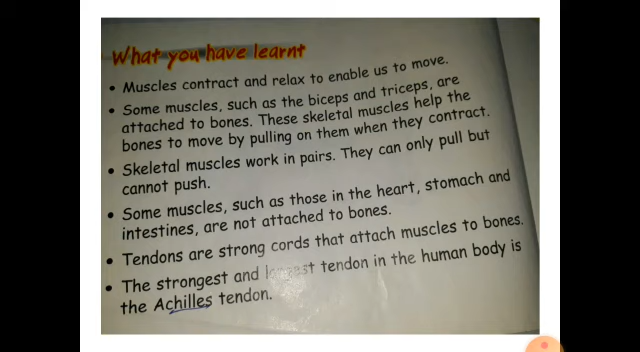 What you have learnt
• Muscles contract and relax to enable us to move.
• Some muscles, such as the biceps and triceps, are
attached to bones. These skeletal muscles help the
bones to move by pulling on them when they contract.
• Skeletal muscles work in pairs. They can only pull but
cannot push.
• Some muscles, such as those in the heart, stomach and
intestines, are not attached to bones.
• Tendons are strong cords that attach muscles to bones.
• The strongest and longest tendon in the human body is
the Achilles tendon.